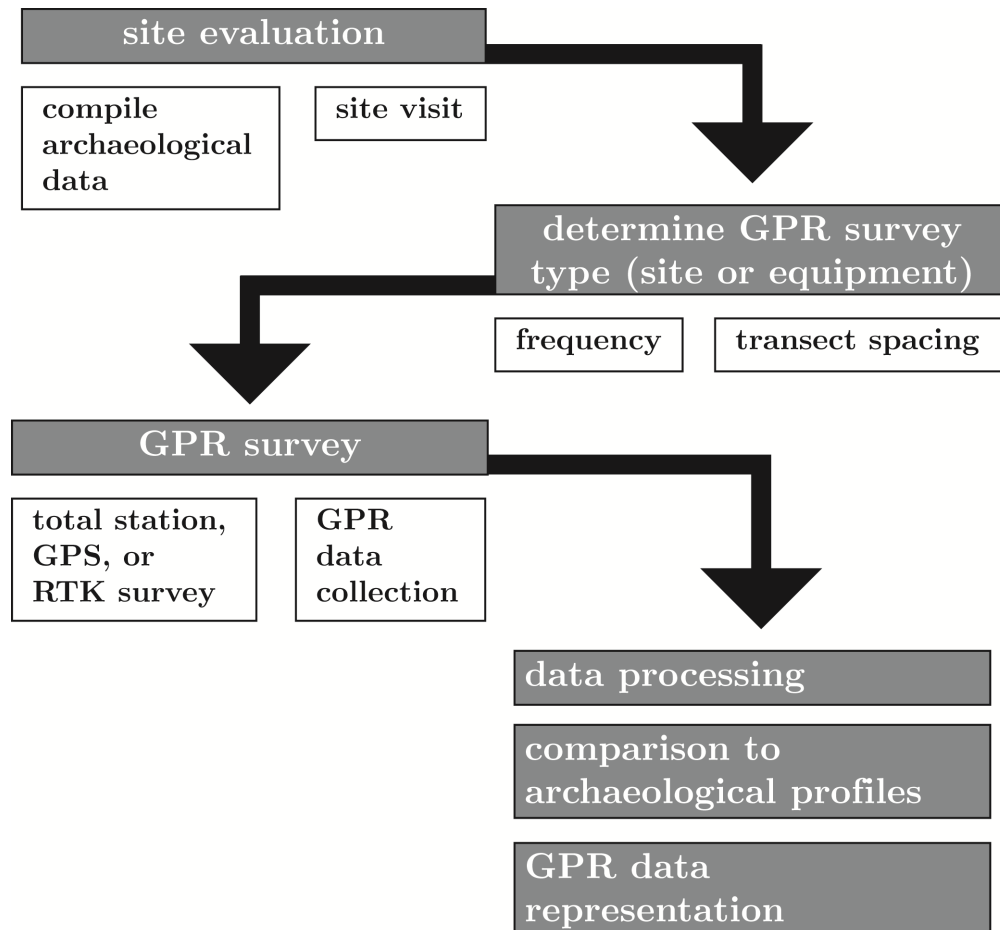 site evaluation
compile
archaeological
data
site visit
determine GPR survey
type (site or equipment)
frequency
transect spacing
GPR survey
total station,
GPS, or
RTK survey
GPR
data
collection
data processing
comparison to
archaeological profiles
GPR data
representation